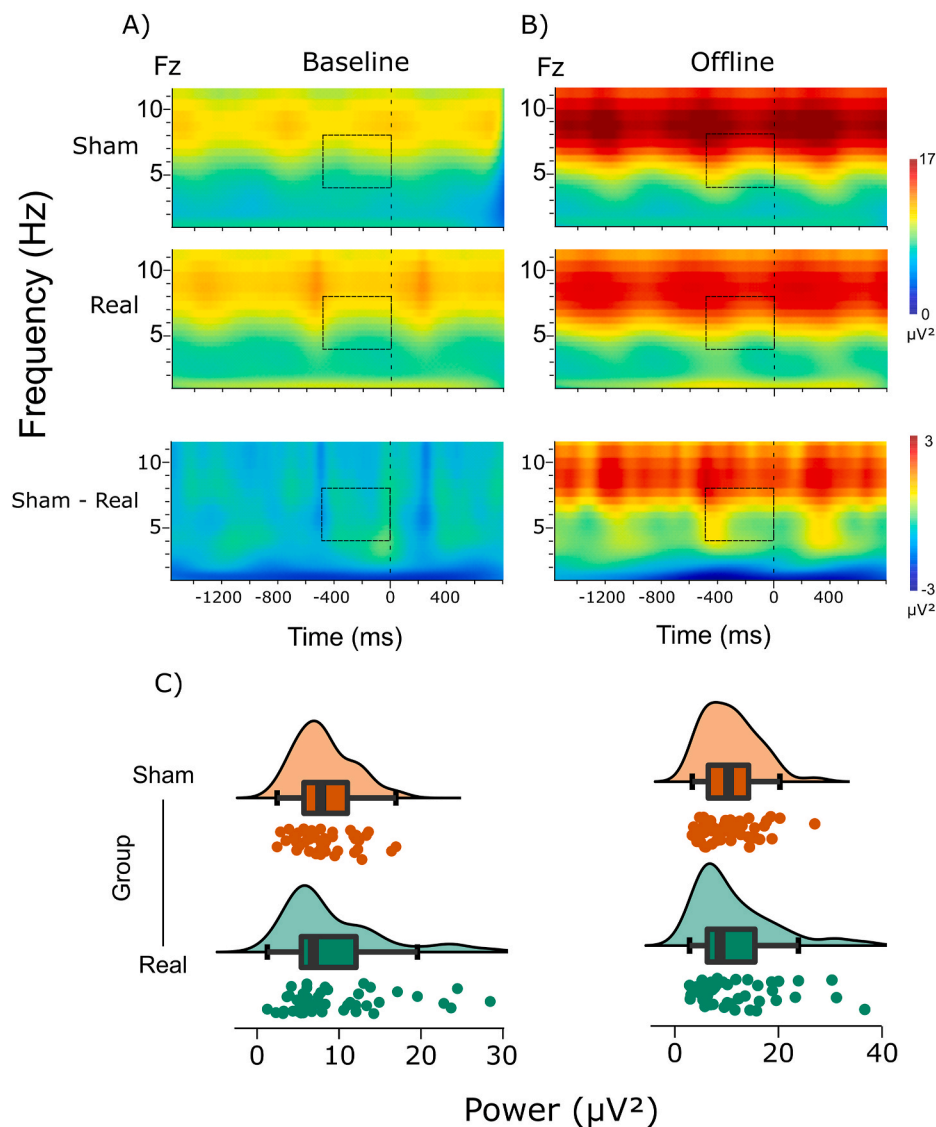 A)
B)
Fz
Baseline
Fz
Offline
Frequency (Hz)
Sham
10
5
10
5
17
0
µV²
Real
10
5
10
5
Sham - Real
10
5
10
5
3
-3
µV²
-1200 -800 -400 0 400
-1200 -800 -400 0 400
Time (ms)
Time (ms)
C)
Group
Sham
Real
0 10 20 30
0 20 40
Power (µV²)